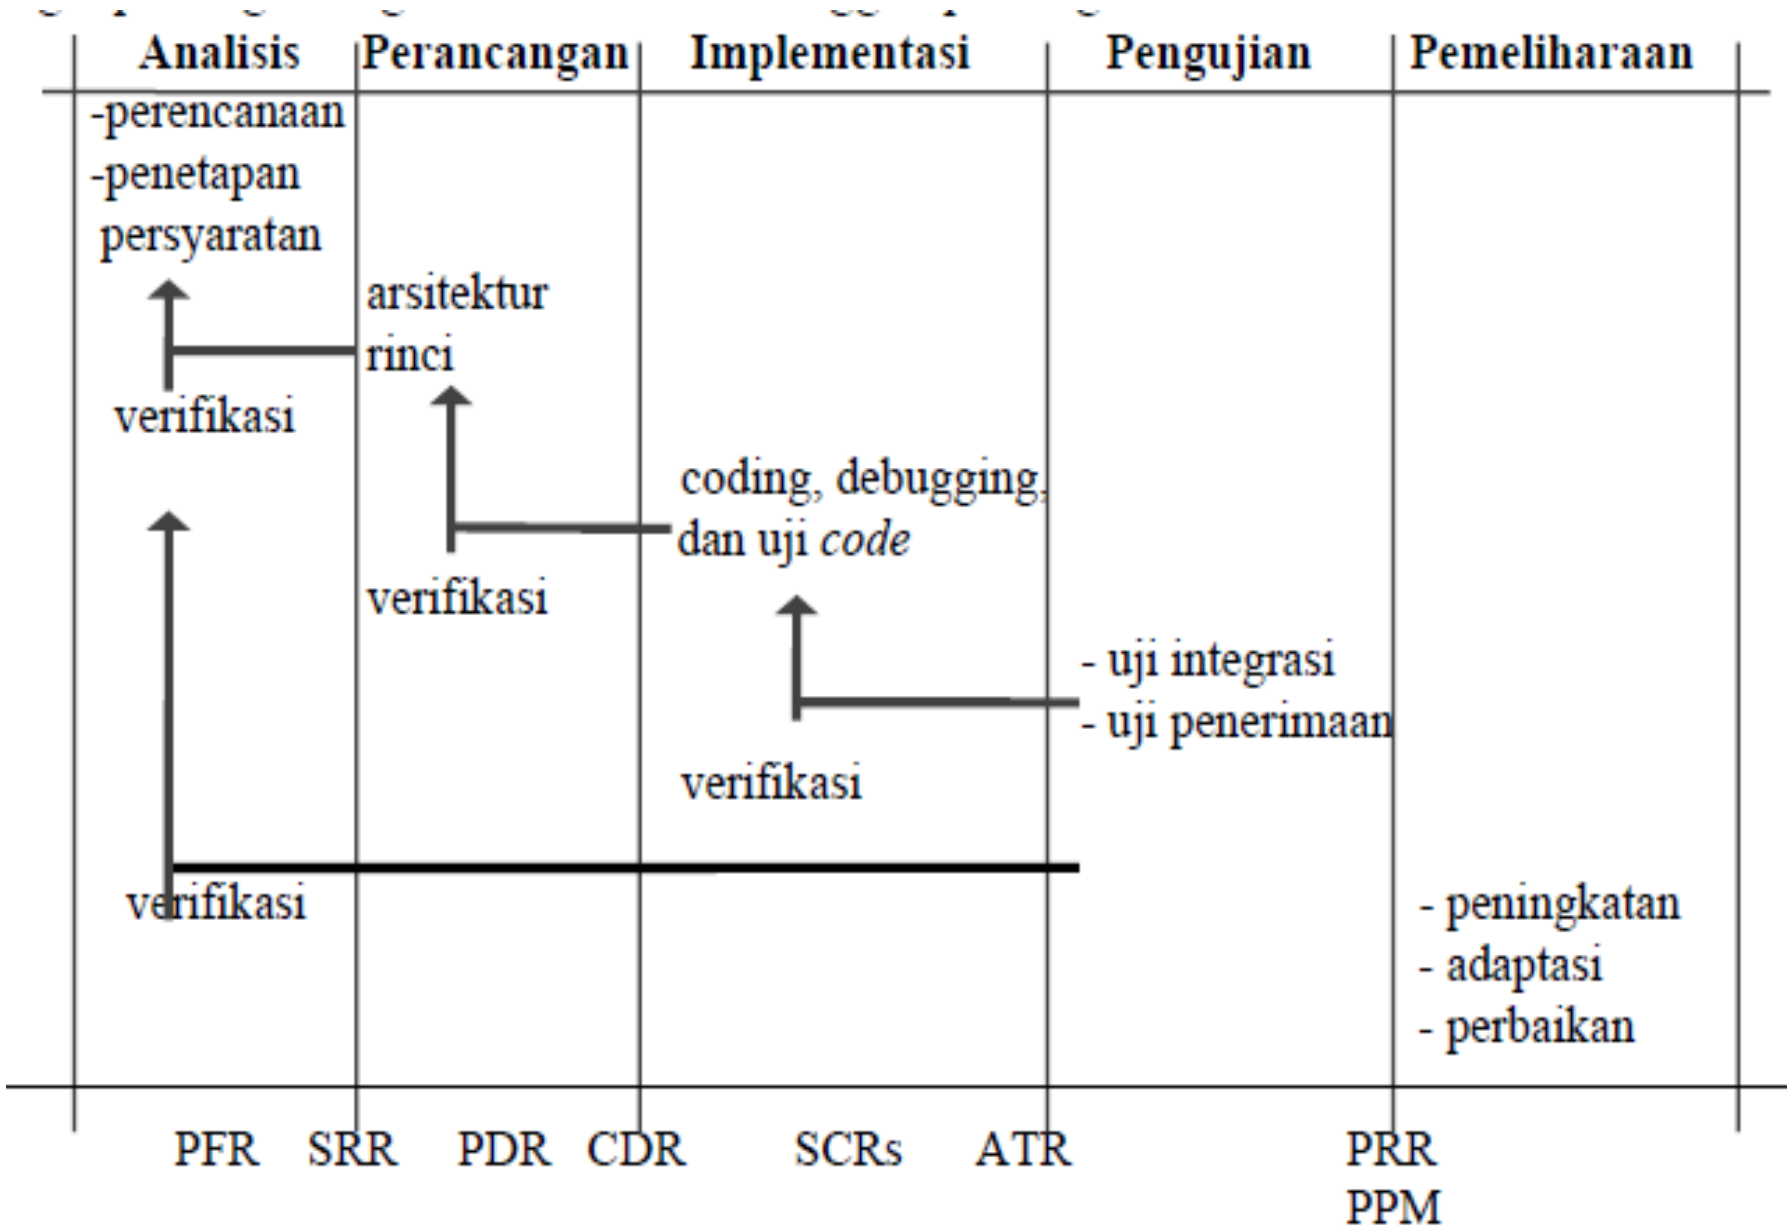 Analisis Perancangan Implementasi Pengujian Pemeliharaan
-perencanaan
-penetapan
persyaratan
verifikasi
arsitektur
rinci
verifikasi
coding, debugging,
dan uji code
verifikasi
- uji integrasi
- uji penerimaan
verifikasi
- peningkatan
- adaptasi
- perbaikan
PFR SRR PDR CDR SCRs ATR PRR
PPM